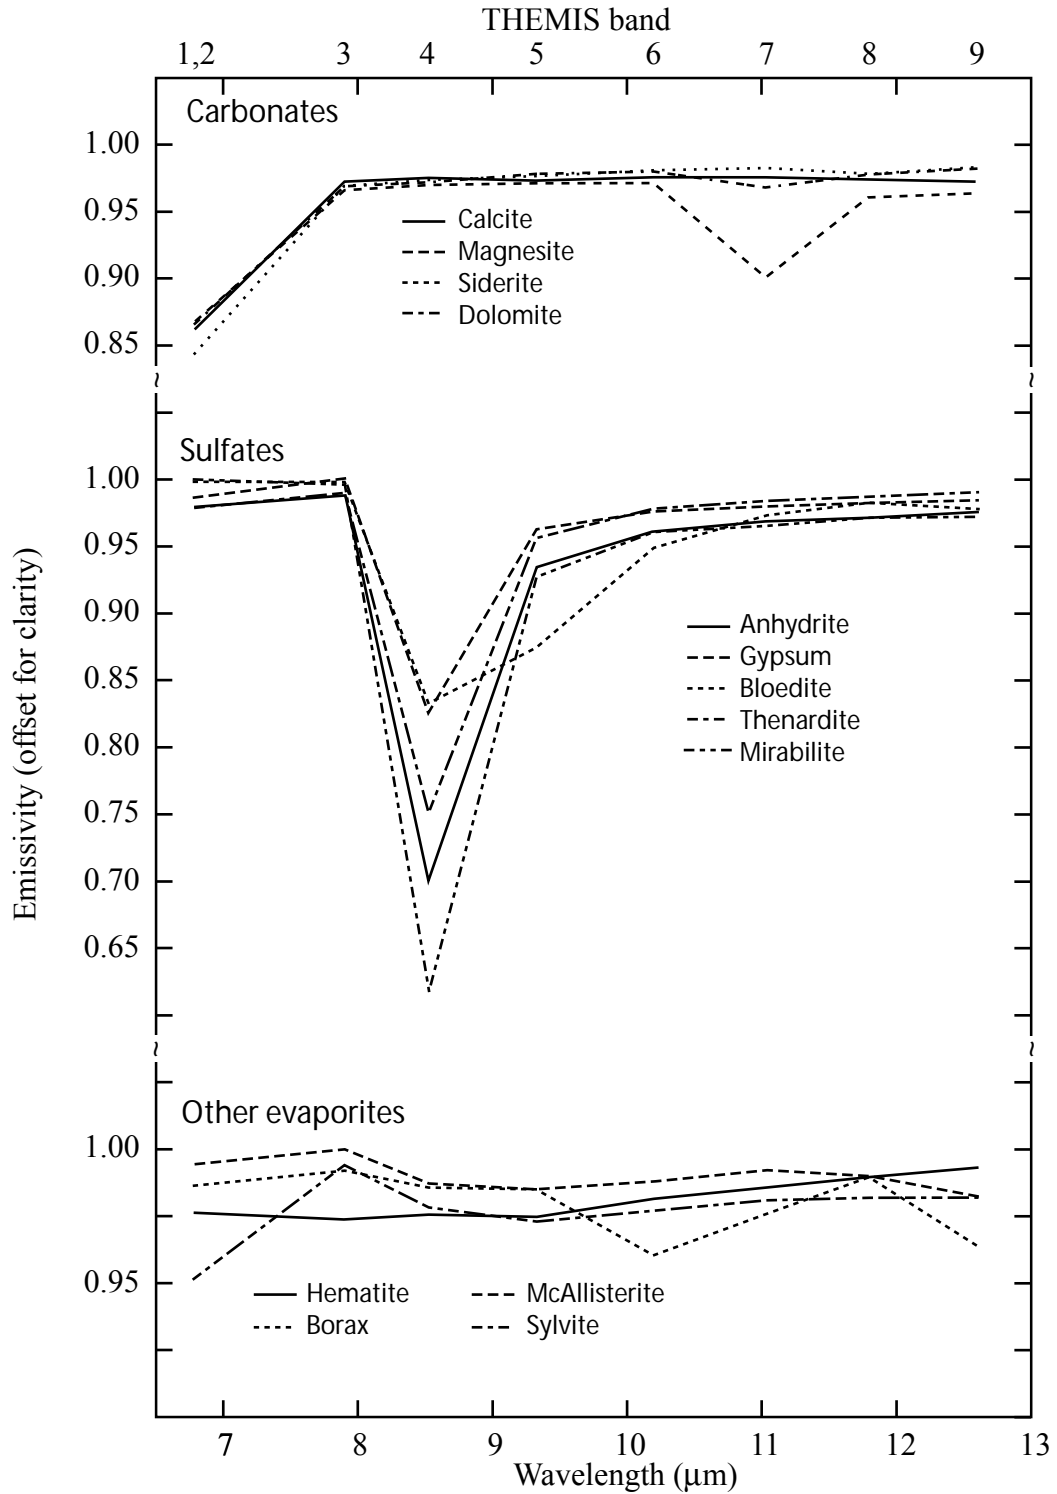 THEMIS band
1,2 3 4 5 6 7 8 9
Carbonates
1.00
0.95
0.90
0.85
Calcite
Magnesite
Siderite
Dolomite
~ ~
Sulfates
1.00
0.95
0.90
0.85
0.80
0.75
0.70
0.65
Anhydrite
Gypsum
Bloedite
Thenardite
Mirabilite
Emissivity (offset for clarity)
~ ~
Other evaporites
1.00
0.95
Hematite McAllisterite
Borax Sylvite
7 8 9 10 11 12 13
Wavelength (μm)